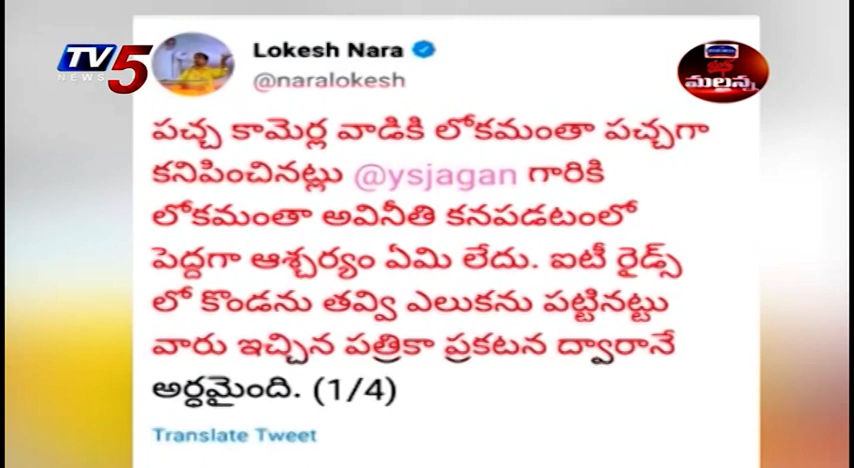 TV5
NEWS
మల్లన్న
Lokesh Nara
@naralokesh
పచ్చ కామెర్ల వాడికి లోకమంతా పచ్చగా
కనిపించినట్లు @ysjagan గారికి
లోకమంతా అవినీతి కనపడటంలో
పెద్దగా ఆశ్చర్యం ఏమి లేదు. ఐటీ రైడ్స్
లో కొండను తవ్వి ఎలుకను పట్టినట్టు
వారు ఇచ్చిన పత్రికా ప్రకటన ద్వారానే
అర్ధమైంది. (1/4)
Translate Tweet